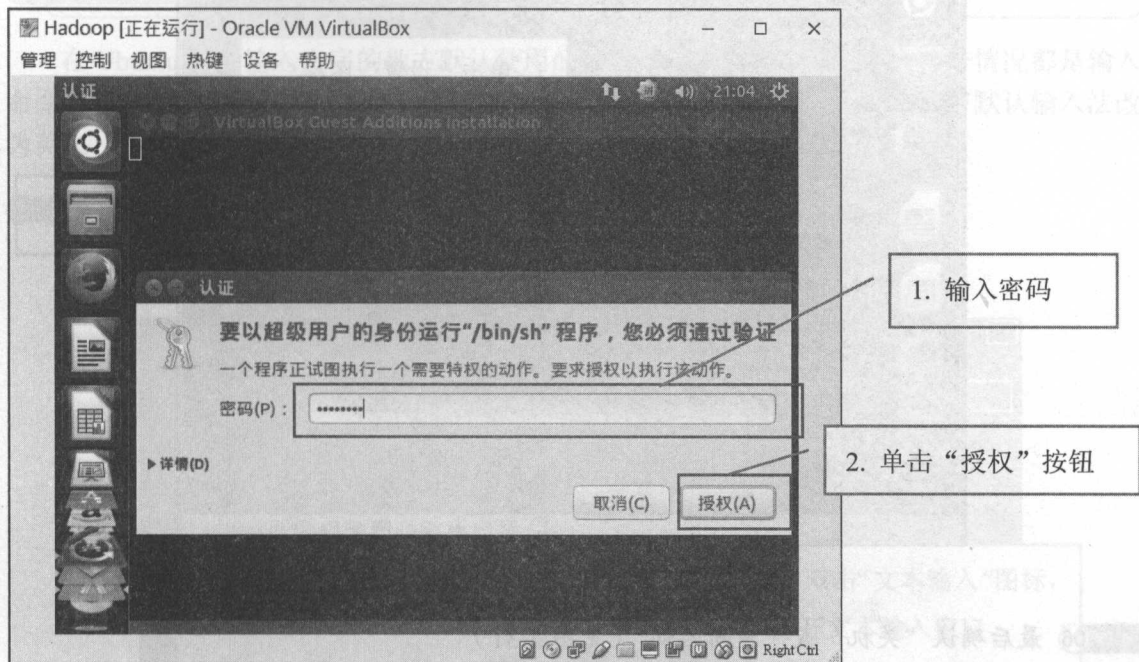 Hadoop [正在运行] - Oracle VM VirtualBox
管理 控制 视图 热键 设备 帮助
认证
21:04
VirtualBox Guest Additions installation
认证
要以超级用户的身份运行“/bin/sh” 程序，您必须通过验证
一个程序正试图执行一个需要特权的动作。要求授权以执行该动作。
密码(P)：
••••••••
详情(D)
取消(C)
授权(A)
Right Ctrl
1. 输入密码
2. 单击“授权”按钮